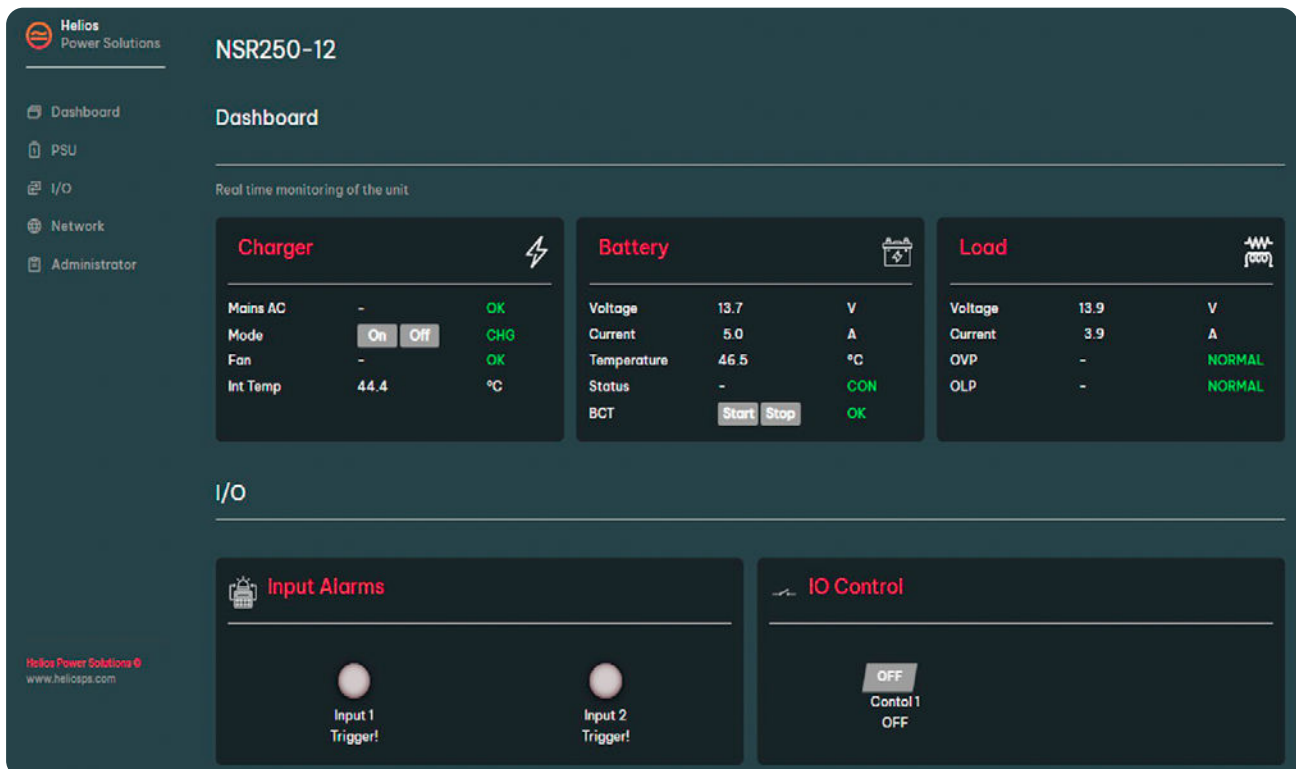 Helios
Power Solutions
Dashboard
PSU
I/O
Network
Administrator
Helios Power Solutions ©
www.heliosps.com
NSR250-12
Dashboard
Real time monitoring of the unit
Charger
Mains AC - OK
Mode On Off CHG
Fan - OK
Int Temp 44.4 ºC
Battery
Voltage 13.7 V
Current 5.0 A
Temperature 46.5 ºC
Status - CON
BCT Start Stop OK
Load
Voltage 13.9 V
Current 3.9 A
OVP - NORMAL
OLP - NORMAL
I/O
Input Alarms
Input 1
Trigger!
Input 2
Trigger!
IO Control
OFF
Contol 1
OFF